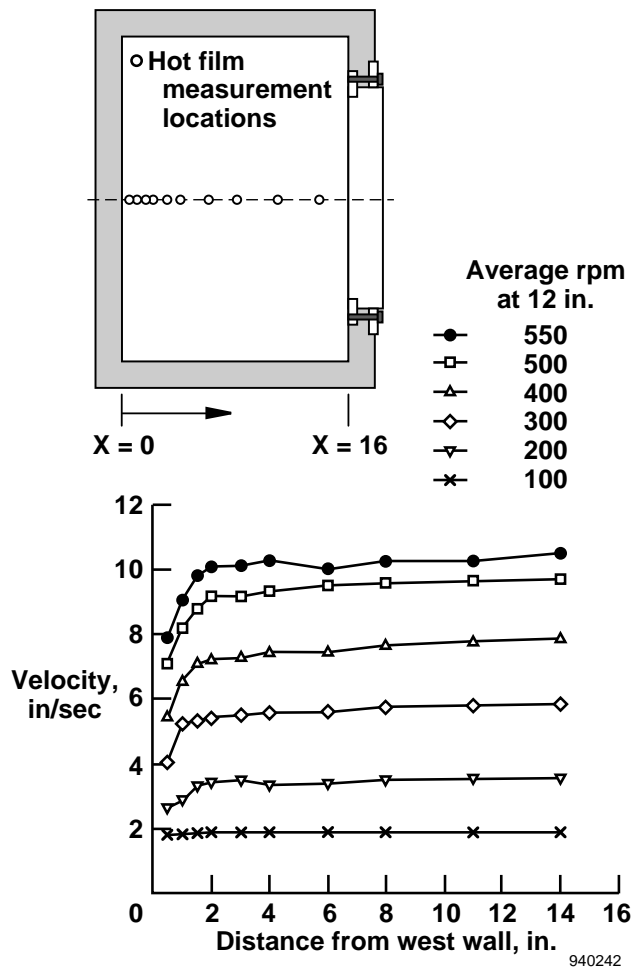 Hot film
measurement
locations
X = 0
X = 16
Average rpm
at 12 in.
550
500
400
300
200
100
12
10
8
6
4
2
Velocity,
in/sec
0 2 4 6 8 10 12 14 16
Distance from west wall, in.
940242